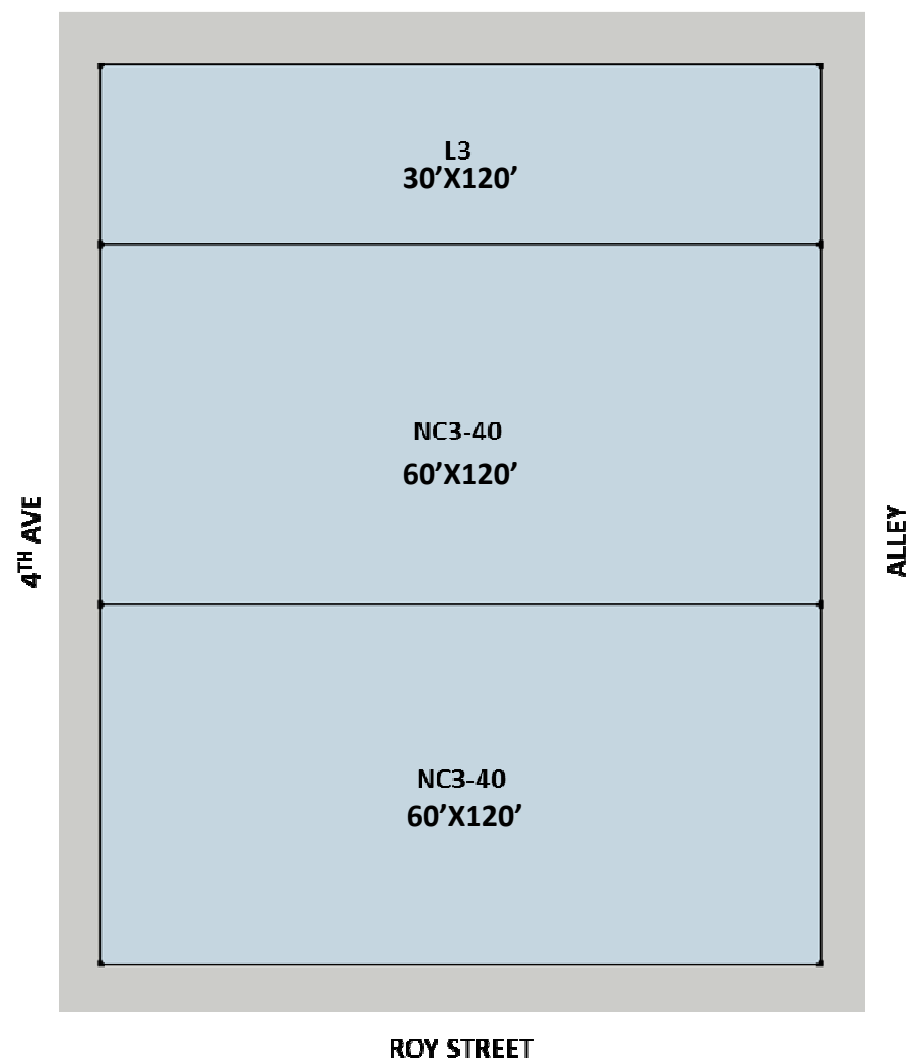 L3
30’X120’
NC3-40
60’X120’
4TH AVE
ALLEY
NC3-40
60’X120’
ROY STREET